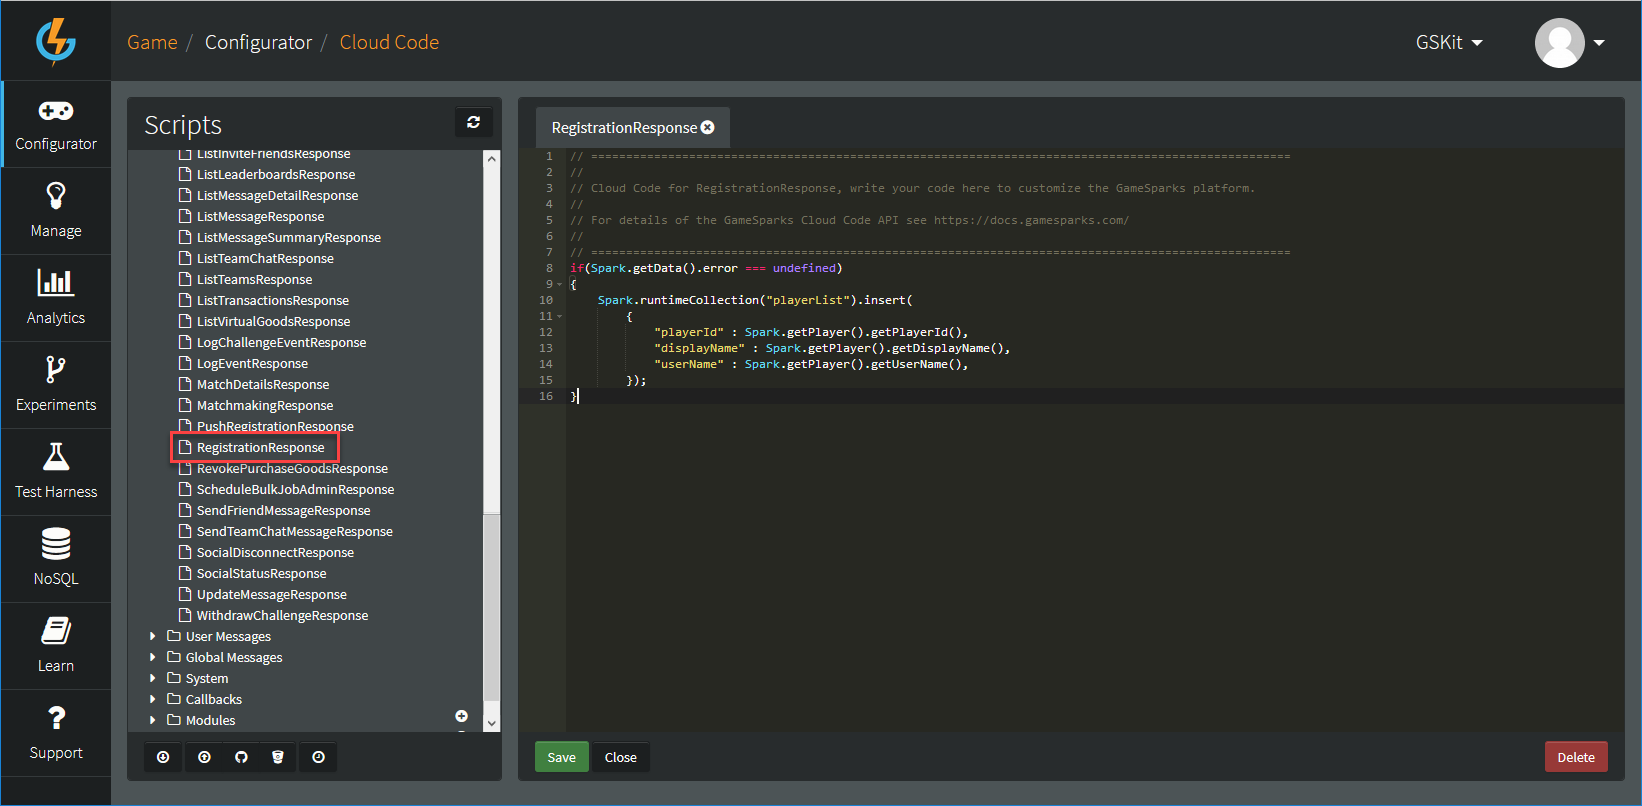 Game / Configurator / Cloud Code
GSKit
Configurator
Manage
Analytics
Experiments
Test Harness
NoSQL
Learn
Support
Scripts
ListInviteFriendsResponse
ListLeaderboardsResponse
ListMessageDetailResponse
ListMessageResponse
ListMessageSummaryResponse
ListTeamChatResponse
ListTeamsResponse
ListTransactionsResponse
ListVirtualGoodsResponse
LogChallengeEventResponse
LogEventResponse
MatchDetailsResponse
MatchmakingResponse
PushRegistrationResponse
RegistrationResponse
RevokePurchaseGoodsResponse
ScheduleBulkJobAdminResponse
SendFriendMessageResponse
SendTeamChatMessageResponse
SocialDisconnectResponse
SocialStatusResponse
UpdateMessageResponse
WithdrawChallengeResponse
User Messages
Global Messages
System
Callbacks
Modules
RegistrationResponse
1 // ====================================================================================================
2 //
3 // Cloud Code for RegistrationResponse, write your code here to customize the GameSparks platform.
4 //
5 // For details of the GameSparks Cloud Code API see https://docs.gamesparks.com/
6 //
7 // ====================================================================================================
8 if(Spark.getData().error === undefined)
9 {
10 Spark.runtimeCollection("playerList").insert(
11 {
12 "playerId" : Spark.getPlayer().getPlayerId(),
13 "displayName" : Spark.getPlayer().getDisplayName(),
14 "userName" : Spark.getPlayer().getUserName(),
15 });
16 }
Save
Close
Delete